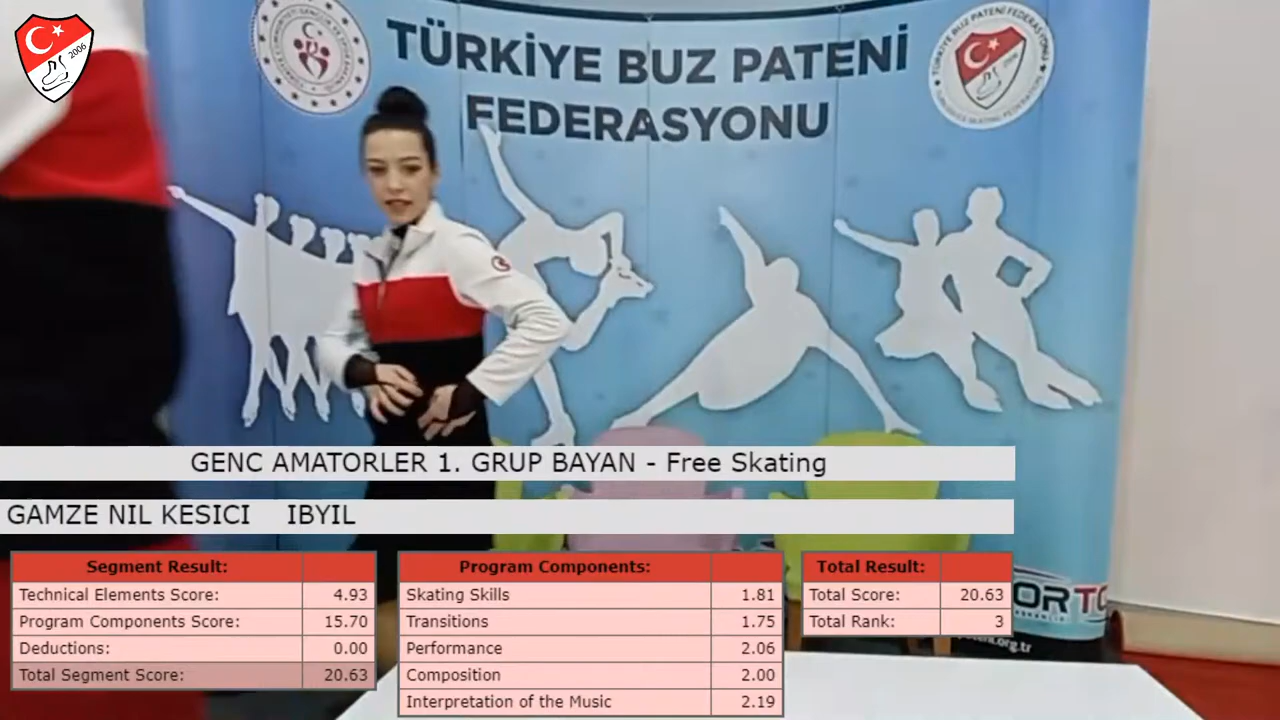 2006
TÜRKİYE BUZ PATENİ
FEDERASYONU
GENC AMATORLER 1. GRUP BAYAN - Free Skating
GAMZE NIL KESICI IBYIL
Segment Result:
Technical Elements Score: 4.93
Program Components Score: 15.70
Deductions: 0.00
Total Segment Score: 20.63
Program Components:
Skating Skills 1.81
Transitions 1.75
Performance 2.06
Composition 2.00
Interpretation of the Music 2.19
Total Result:
Total Score: 20.63
Total Rank: 3